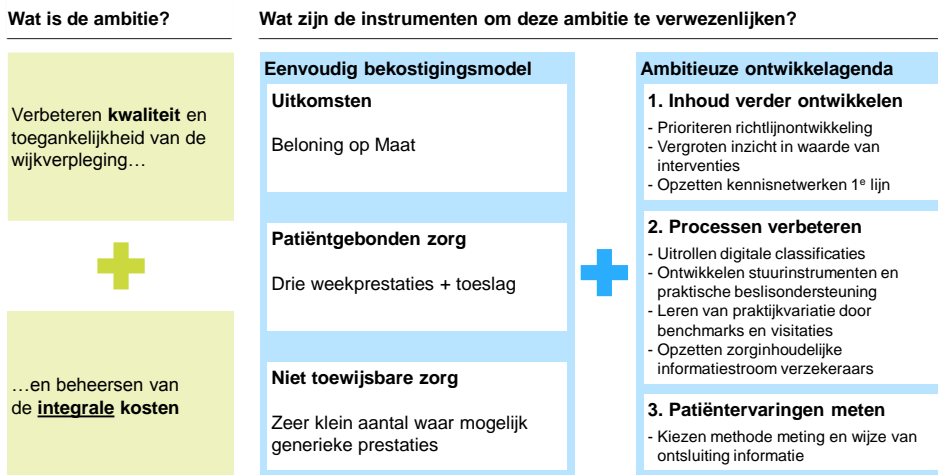 Wat is de ambitie?
Wat zijn de instrumenten om deze ambitie te verwezenlijken?
Verbeteren kwaliteit en
toegankelijkheid van de
wijkverpleging…
…en beheersen van
de integrale kosten
Eenvoudig bekostigingsmodel
Uitkomsten
Beloning op Maat
Patiëntgebonden zorg
Drie weekprestaties + toeslag
Niet toewijsbare zorg
Zeer klein aantal waar mogelijk
generieke prestaties
Ambitieuze ontwikkelagenda
1. Inhoud verder ontwikkelen
- Prioriteren richtlijnontwikkeling
- Vergroten inzicht in waarde van
interventies
- Opzetten kennisnetwerken 1e lijn
2. Processen verbeteren
- Uitrollen digitale classificaties
- Ontwikkelen stuurinstrumenten en
praktische beslisondersteuning
- Leren van praktijkvariatie door
benchmarks en visitaties
- Opzetten zorginhoudelijke
informatiestroom verzekeraars
3. Patiëntervaringen meten
- Kiezen methode meting en wijze van
ontsluiting informatie